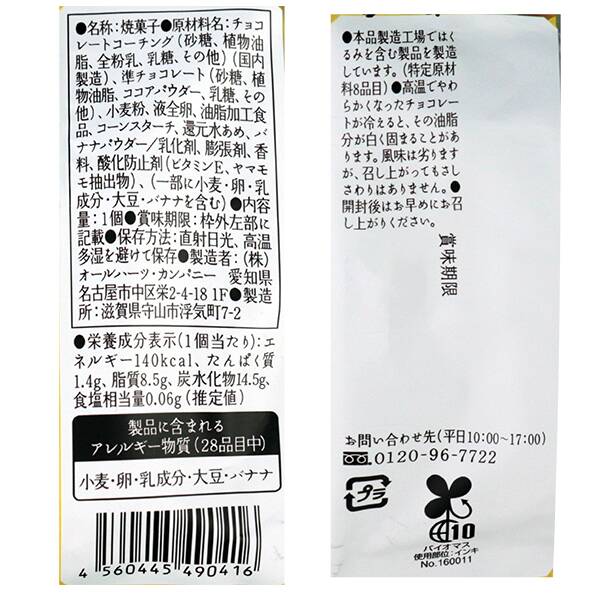 ●名称:焼菓子●原材料名:チョコ
レートコーチング(砂糖、植物油
脂、全粉乳、乳糖、その他)(国内
製造)、準チョコレート(砂糖、植
物油脂、ココアパウダー、乳糖、その
他)、小麦粉、液全卵、油脂加工食
品、コーンスターチ、還元水あめ、バ
ナナパウダー/乳化剤、膨張剤、香
料、酸化防止剤(ビタミンE、ヤマモ
モ抽出物)、(一部に小麦・卵・乳
成分・大豆・バナナを含む)●内容
量:1個●賞味期限:枠外左部に
記載●保存方法:直射日光、高温
多湿を避けて保存●製造者:(株)
オールハーツ・カンパニー 愛知県
名古屋市中区栄2-4-18 1F●製造
所:滋賀県守山市浮気町7-2
●栄養成分表示(1個当たり):エ
ネルギー140kcal、たんぱく質
1.4g、脂質8.5g、炭水化物14.5g、
食塩相当量0.06g(推定値)
製品に含まれる
アレルギー物質(28品目中)
小麦・卵・乳成分・大豆・バナナ
4 560445 490416
●本品製造工場ではく
るみを含む製品を製造
しています。(特定原材
料8品目)●高温でやわ
らかくなったチョコレー
トが冷えると、その油脂
分が白く固まることがあ
ります。風味は劣ります
が、召し上がってもさし
さわりはありません。●
開封後はお早めにお召
し上がりください。
賞味期限
お問い合わせ先(平日10:00~17:00)
0120-96-7722
プラ
10
バイオマス
使用部位:インキ
No.160011